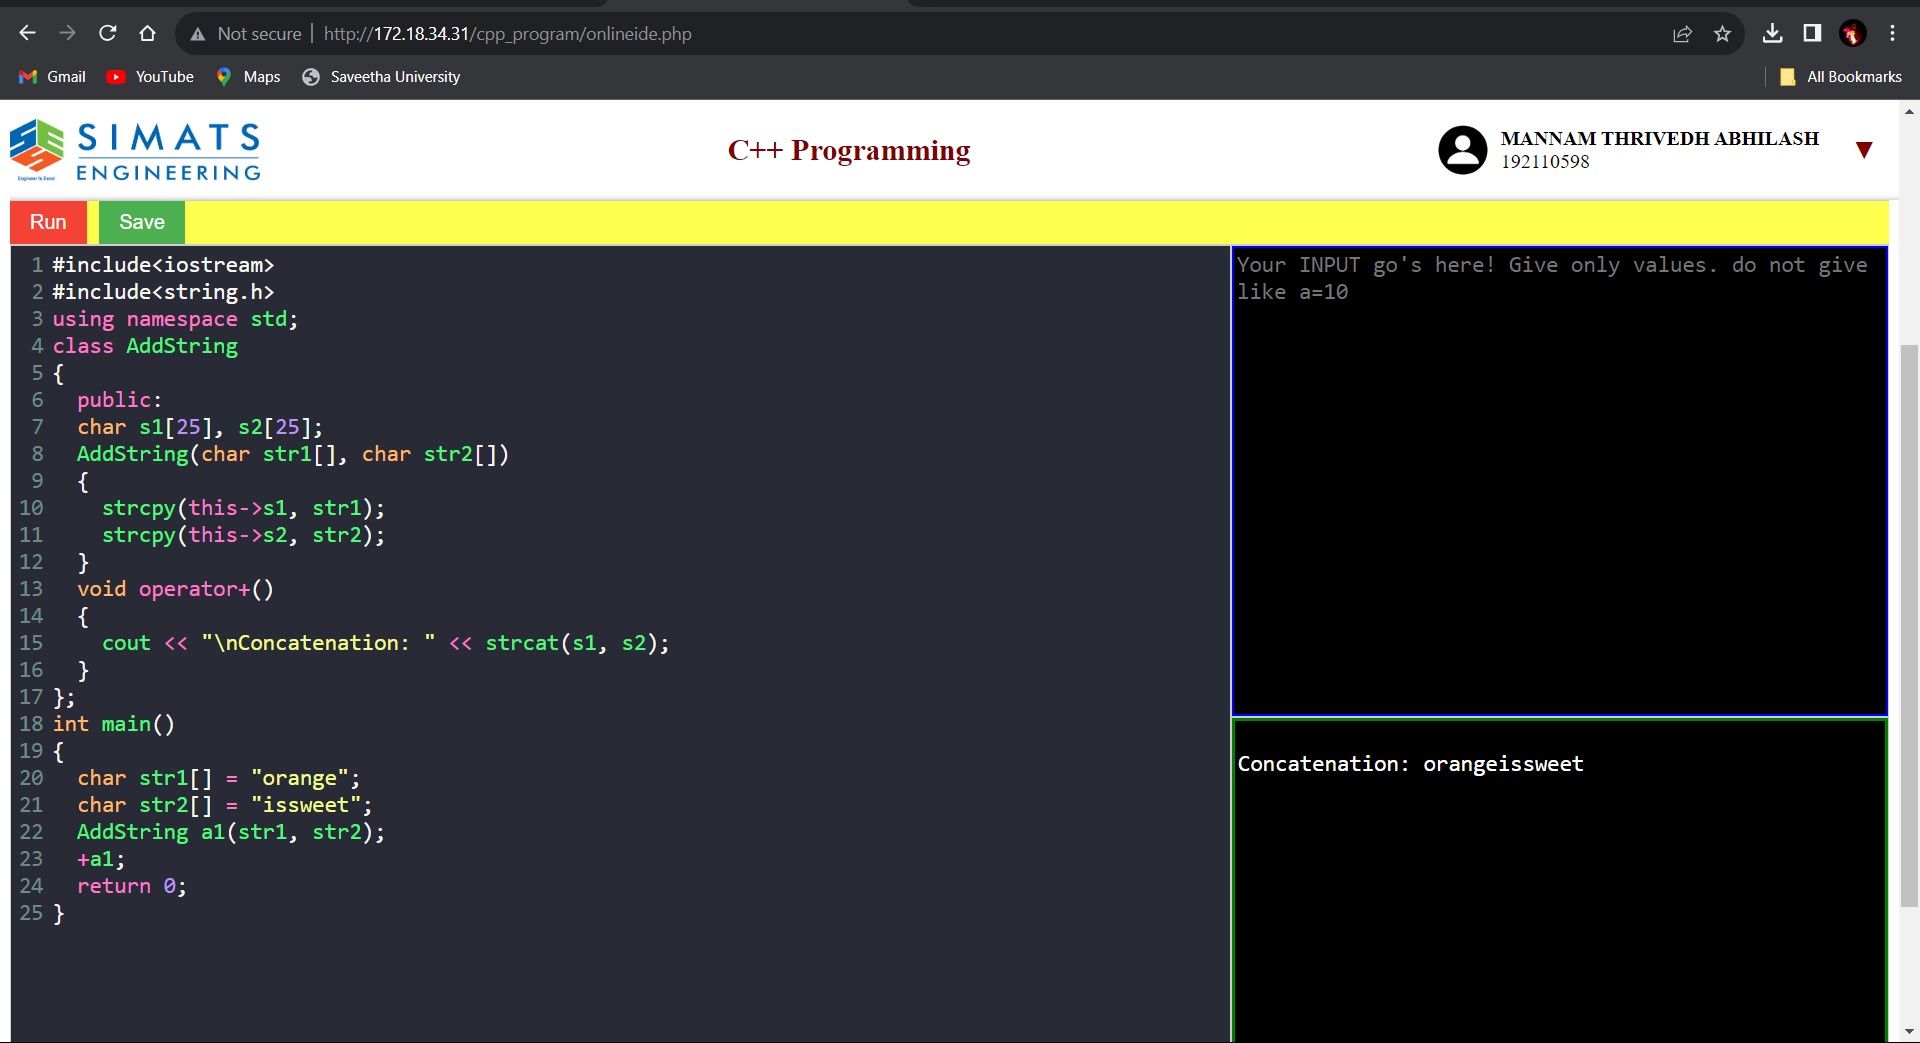 Not secure | http://172.18.34.31/cpp_program/onlineide.php
Gmail YouTube Maps Saveetha University All Bookmarks
SIMATS
ENGINEERING
Engineer to Excel
C++ Programming
MANNAM THRIVEDH ABHILASH
192110598
Run Save
1 #include<iostream>
2 #include<string.h>
3 using namespace std;
4 class AddString
5 {
6   public:
7   char s1[25], s2[25];
8   AddString(char str1[], char str2[])
9   {
10     strcpy(this->s1, str1);
11     strcpy(this->s2, str2);
12   }
13   void operator+()
14   {
15     cout << "\nConcatenation: " << strcat(s1, s2);
16   }
17 };
18 int main()
19 {
20   char str1[] = "orange";
21   char str2[] = "issweet";
22   AddString a1(str1, str2);
23   +a1;
24   return 0;
25 }
Your INPUT go's here! Give only values. do not give
like a=10
Concatenation: orangeissweet